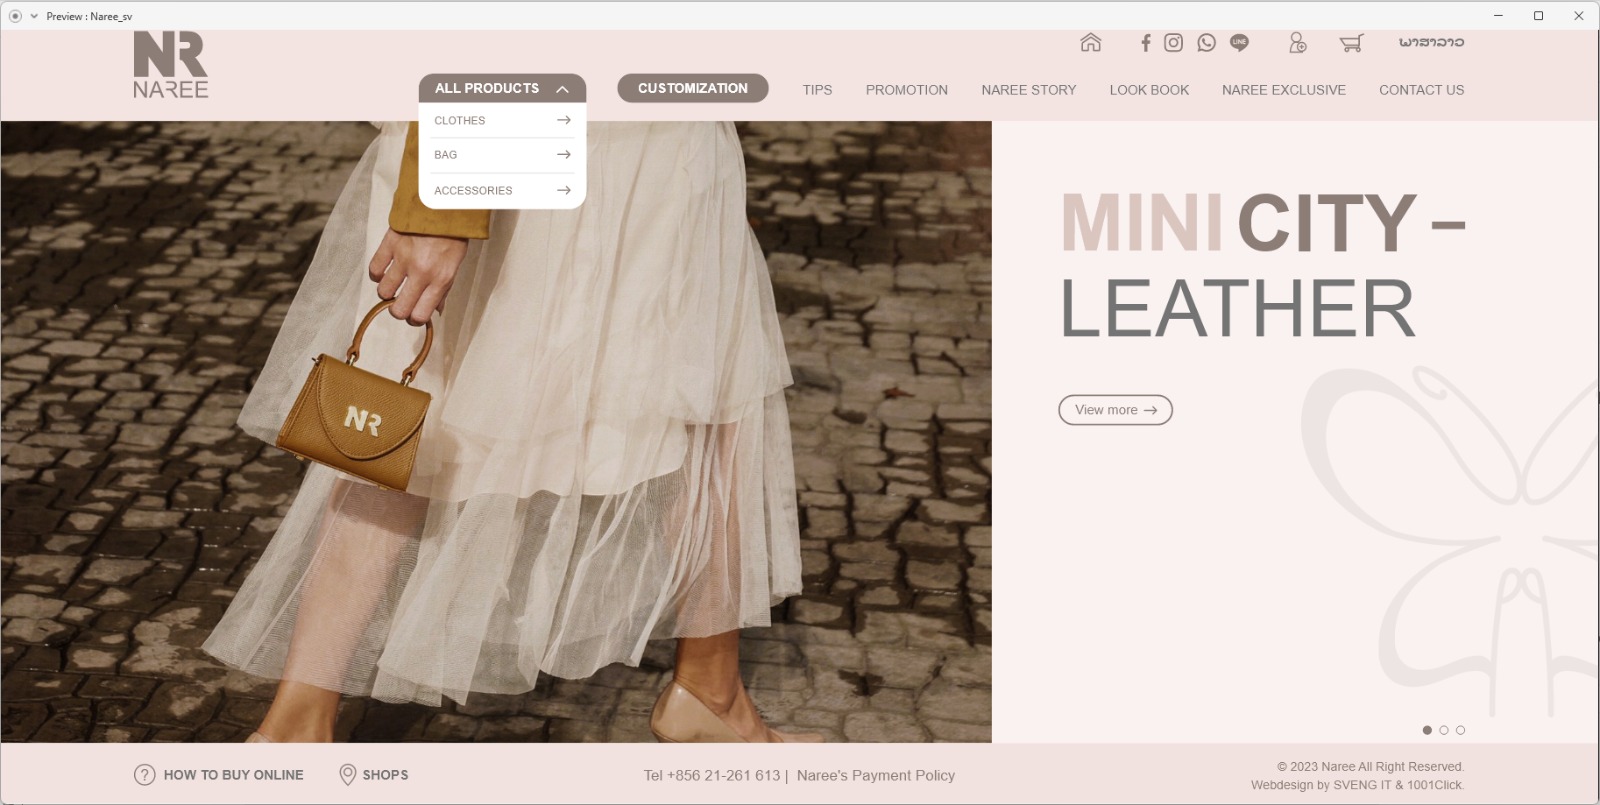 Preview : Naree_sv
NR
NAREE
LINE
ພາສາລາວ
ALL PRODUCTS
CUSTOMIZATION
TIPS
PROMOTION
NAREE STORY
LOOK BOOK
NAREE EXCLUSIVE
CONTACT US
CLOTHES
BAG
ACCESSORIES
NR
MINI CITY –
LEATHER
View more
HOW TO BUY ONLINE
SHOPS
Tel +856 21-261 613 | Naree's Payment Policy
© 2023 Naree All Right Reserved.
Webdesign by SVENG IT & 1001Click.